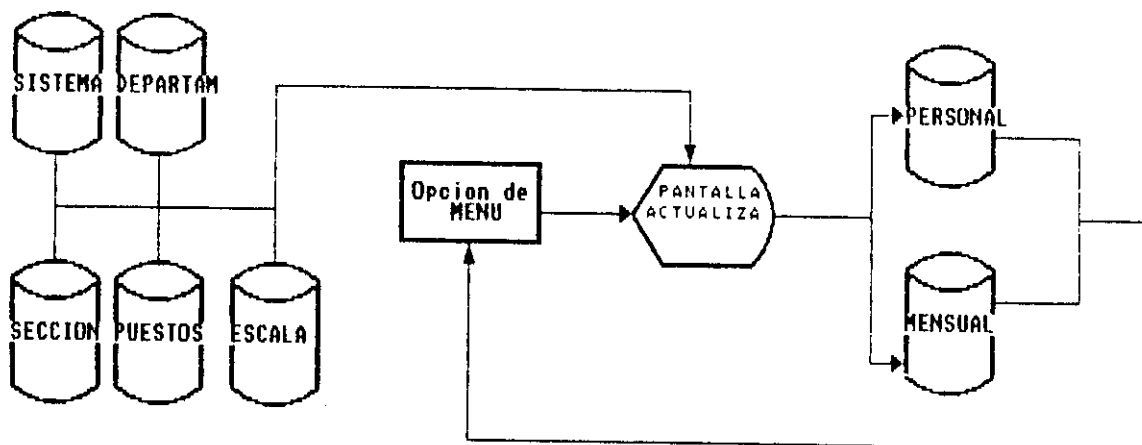 SISTEMA
DEPARTAM
PERSONAL
Opcion de
MENU
PANTALLA
ACTUALIZA
SECCION
PUESTOS
ESCALA
MENSUAL